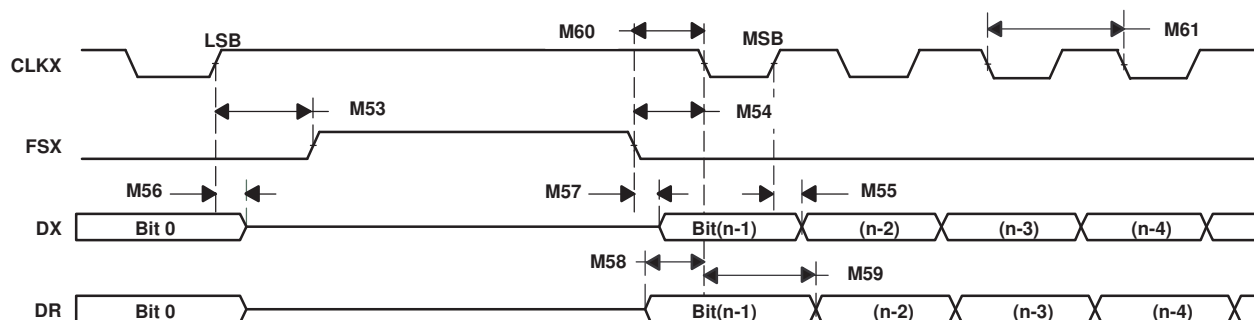 M60
M61
LSB
MSB
CLKX
M53
M54
FSX
M56
M57
M55
DX
Bit 0
Bit(n-1)
(n-2)
(n-3)
(n-4)
M58
M59
DR
Bit 0
Bit(n-1)
(n-2)
(n-3)
(n-4)